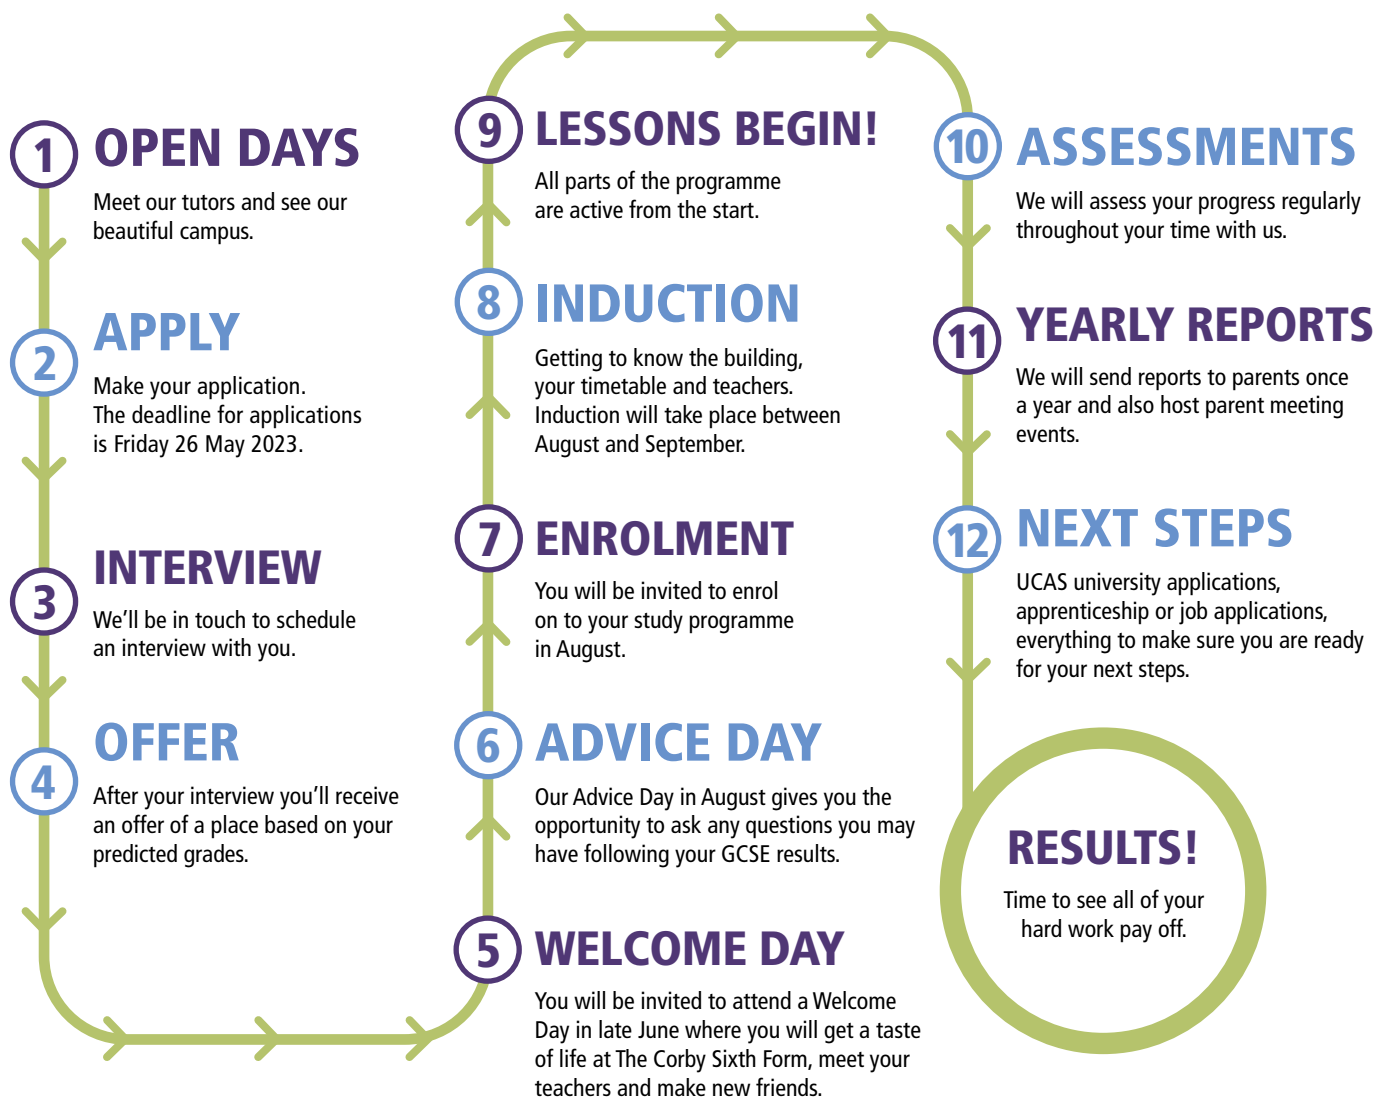 1
OPEN DAYS
Meet our tutors and see our
beautiful campus.
2
APPLY
Make your application.
The deadline for applications
is Friday 26 May 2023.
3
INTERVIEW
We'll be in touch to schedule
an interview with you.
4
OFFER
After your interview you'll receive
an offer of a place based on your
predicted grades.
5
WELCOME DAY
You will be invited to attend a Welcome
Day in late June where you will get a taste
of life at The Corby Sixth Form, meet your
teachers and make new friends.
6
ADVICE DAY
Our Advice Day in August gives you the
opportunity to ask any questions you may
have following your GCSE results.
7
ENROLMENT
You will be invited to enrol
on to your study programme
in August.
8
INDUCTION
Getting to know the building,
your timetable and teachers.
Induction will take place between
August and September.
9
LESSONS BEGIN!
All parts of the programme
are active from the start.
10
ASSESSMENTS
We will assess your progress regularly
throughout your time with us.
11
YEARLY REPORTS
We will send reports to parents once
a year and also host parent meeting
events.
12
NEXT STEPS
UCAS university applications,
apprenticeship or job applications,
everything to make sure you are ready
for your next steps.
RESULTS!
Time to see all of your
hard work pay off.